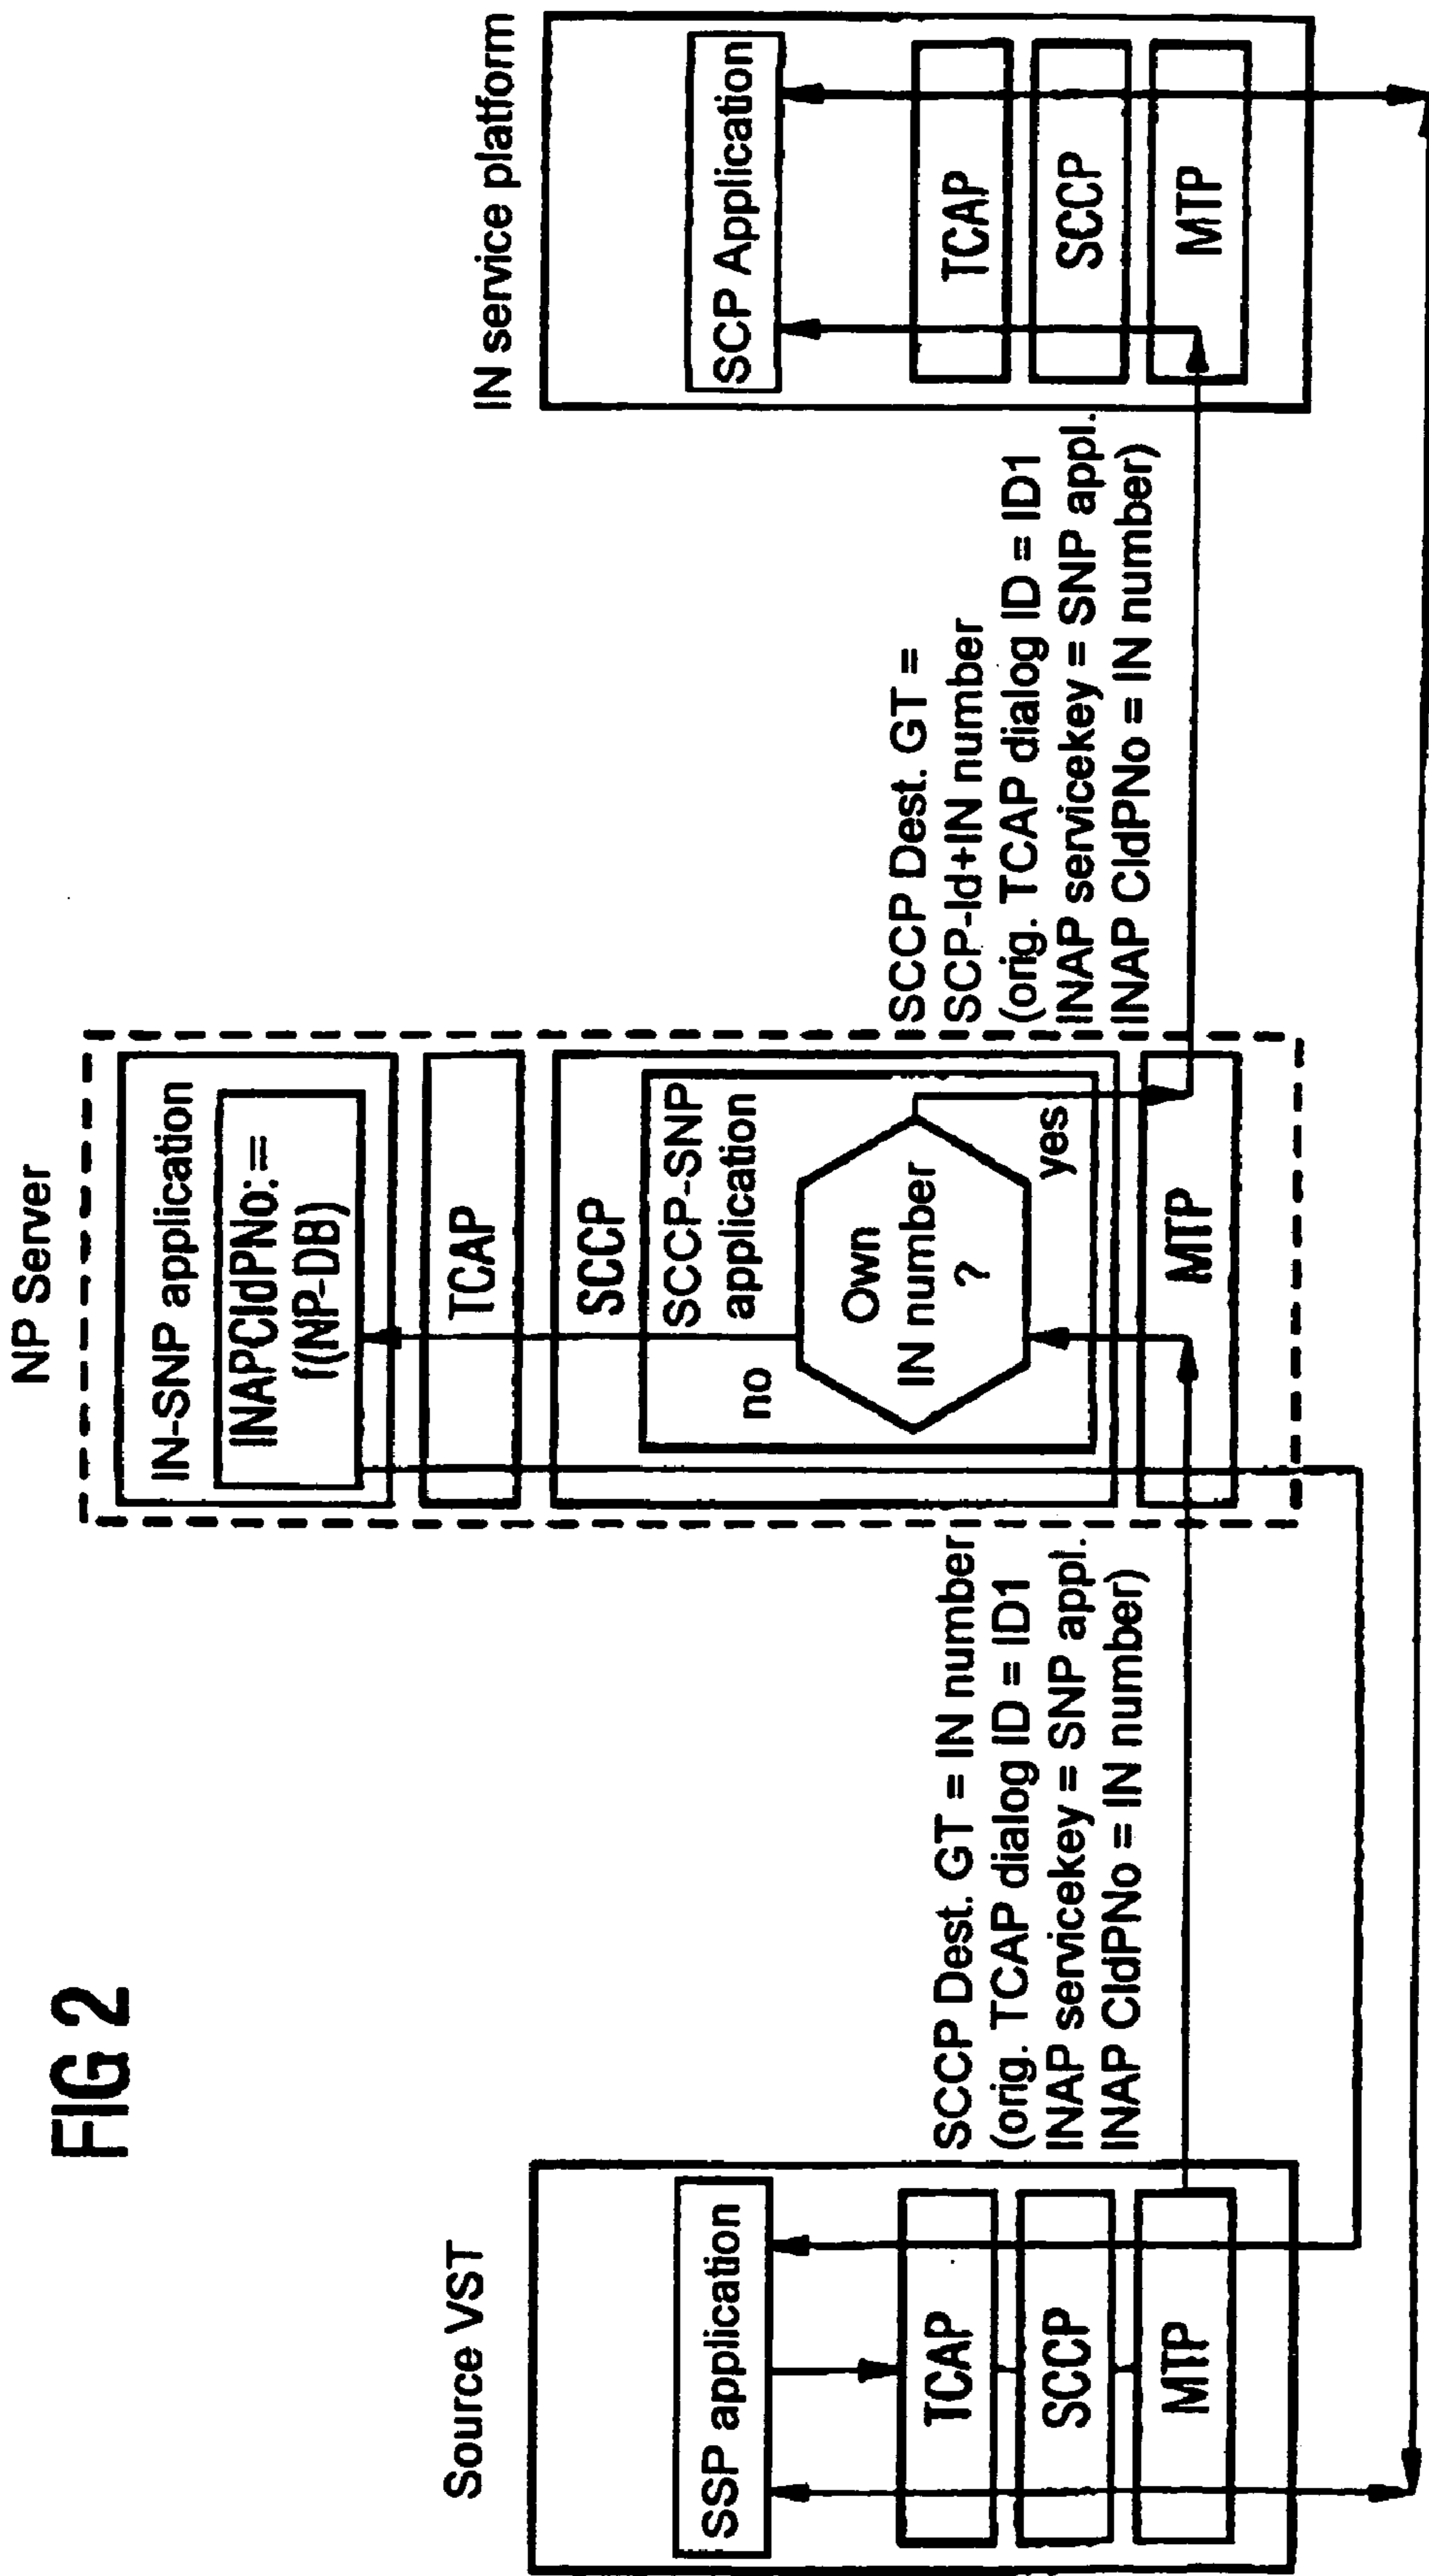 FIG 2
Source VST
SSP application
TCAP
SCCP
MTP
SCCP Dest. GT = IN number
(orig. TCAP dialog ID = ID1
INAP servicekey = SNP appl.
INAP CldPNo = IN number)
NP Server
IN-SNP application
INAPCldPNo: =
f(NP-DB)
TCAP
SCCP
SCCP-SNP
application
no
Own
IN number
?
yes
MTP
SCCP Dest. GT =
SCP-Id+IN number
(orig. TCAP dialog ID = ID1
INAP servicekey = SNP appl.
INAP CldPNo = IN number)
IN service platform
SCP Application
TCAP
SCCP
MTP